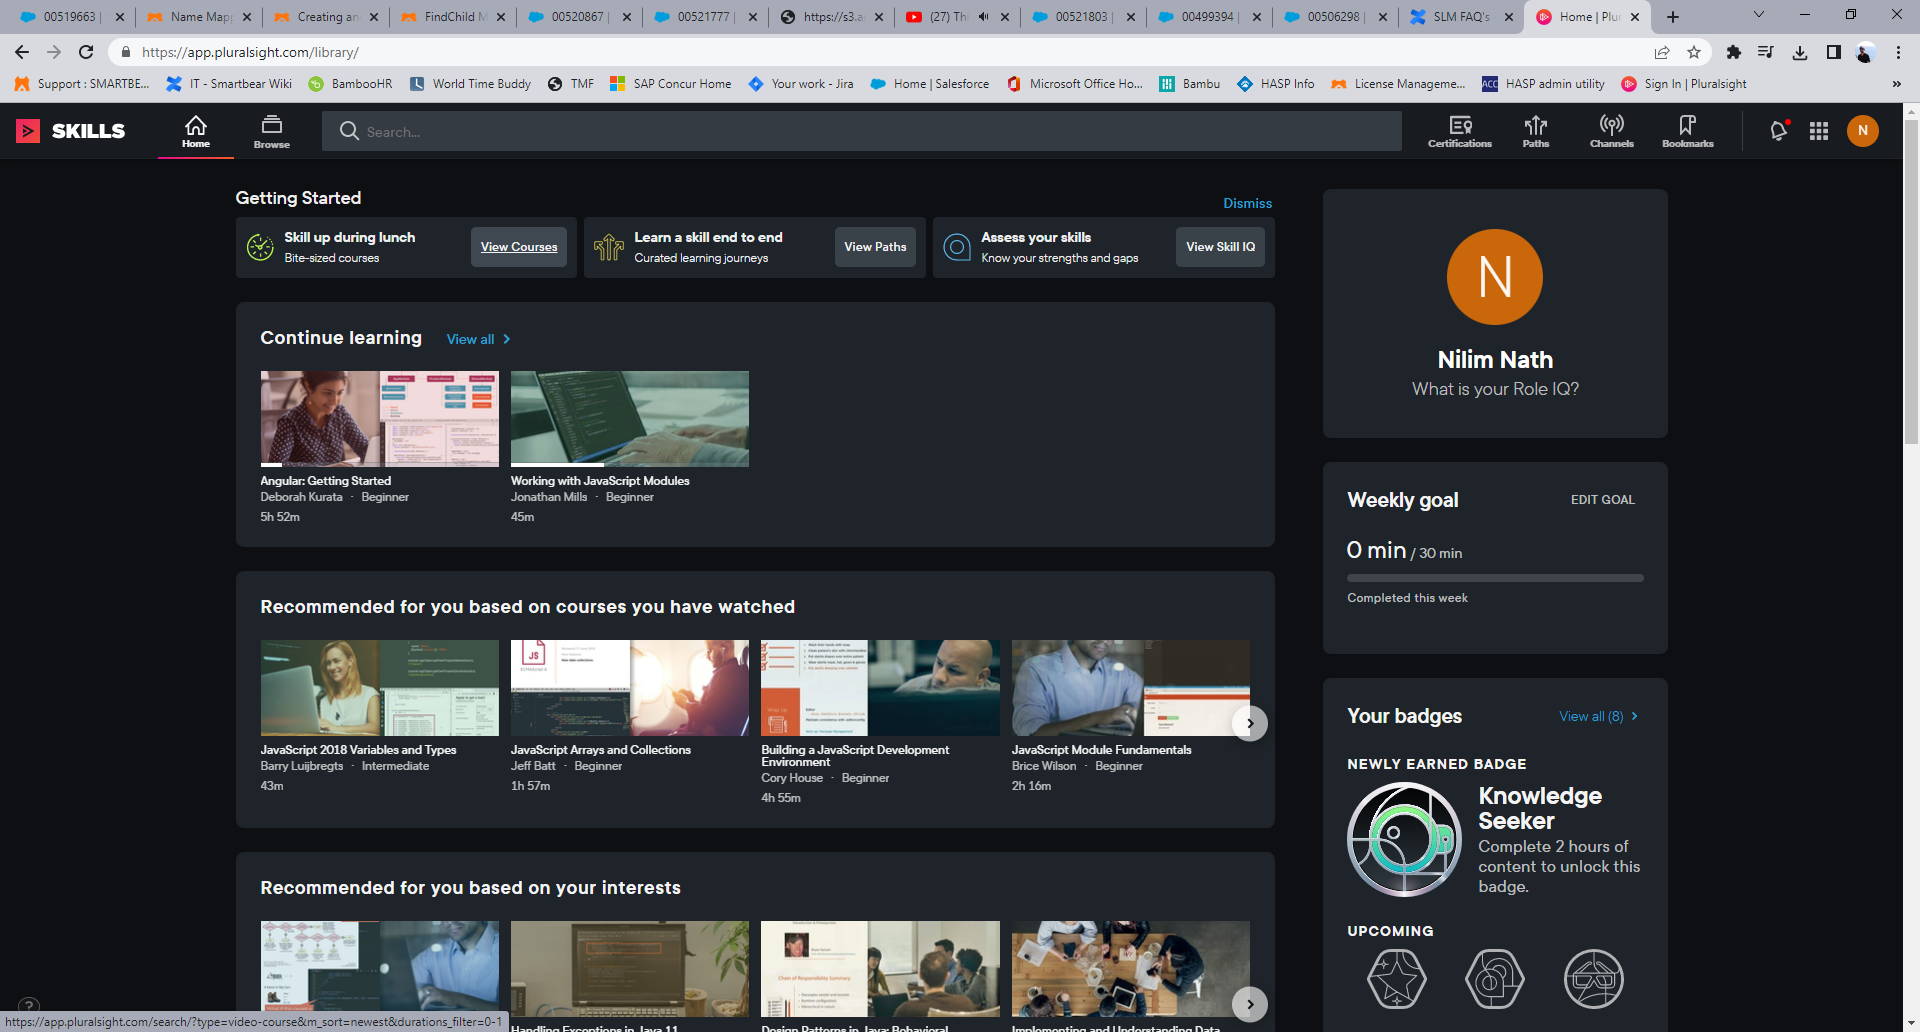 00519663 |
Name Map
Creating an
FindChild M
00520867 |
00521777 |
https://s3.a
(27) Thi
00521803 |
00499394 |
00506298 |
SLM FAQ's
Home | Plur
https://app.pluralsight.com/library/
Support : SMARTBE...
IT - Smartbear Wiki
BambooHR
World Time Buddy
TMF
SAP Concur Home
Your work - Jira
Home | Salesforce
Microsoft Office Ho...
Bambu
HASP Info
License Manageme...
ACC
HASP admin utility
Sign In | Pluralsight
SKILLS
Home
Browse
Search...
Certifications
Paths
Channels
Bookmarks
N
Getting Started
Dismiss
Skill up during lunch
Bite-sized courses
View Courses
Learn a skill end to end
Curated learning journeys
View Paths
Assess your skills
Know your strengths and gaps
View Skill IQ
N
Nilim Nath
What is your Role IQ?
Continue learning
View all
Angular: Getting Started
Deborah Kurata · Beginner
5h 52m
Working with JavaScript Modules
Jonathan Mills · Beginner
45m
Weekly goal
EDIT GOAL
0 min / 30 min
Completed this week
Recommended for you based on courses you have watched
JS
JavaScript 2018 Variables and Types
Barry Luijbregts · Intermediate
43m
JavaScript Arrays and Collections
Jeff Batt · Beginner
1h 57m
Building a JavaScript Development
Environment
Cory House · Beginner
4h 55m
JavaScript Module Fundamentals
Brice Wilson · Beginner
2h 16m
Your badges
View all (8)
NEWLY EARNED BADGE
Knowledge
Seeker
Complete 2 hours of
content to unlock this
badge.
UPCOMING
Recommended for you based on your interests
Chain of Responsibility Summary
Handling Exceptions in Java 11
Design Patterns in Java: Behavioral
Implementing and Understanding Data
?
https://app.pluralsight.com/search/?type=video-course&m_sort=newest&durations_filter=0-1